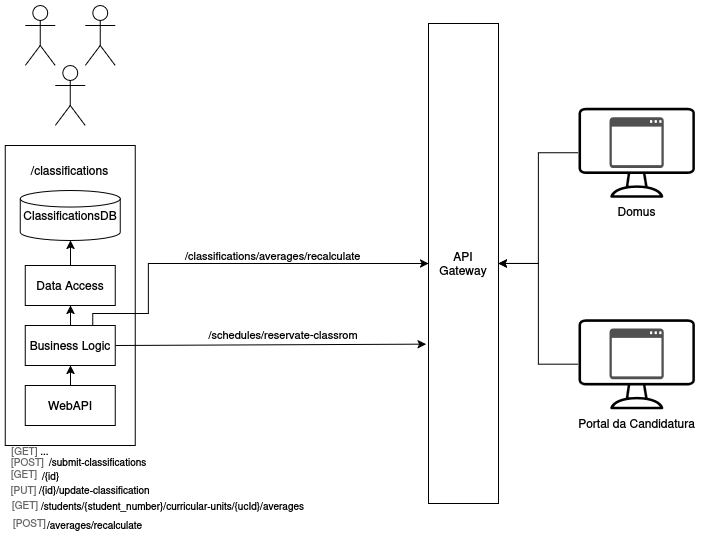 /classifications
ClassificationsDB
Data Access
Business Logic
WebAPI
/classifications/averages/recalculate
/schedules/reservate-classrom
API
Gateway
Domus
Portal da Candidatura
[GET] ...
[POST] /submit-classifications
[GET] /{id}
[PUT] /{id}/update-classification
[GET] /students/{student_number}/curricular-units/{ucId}/averages
[POST] /averages/recalculate